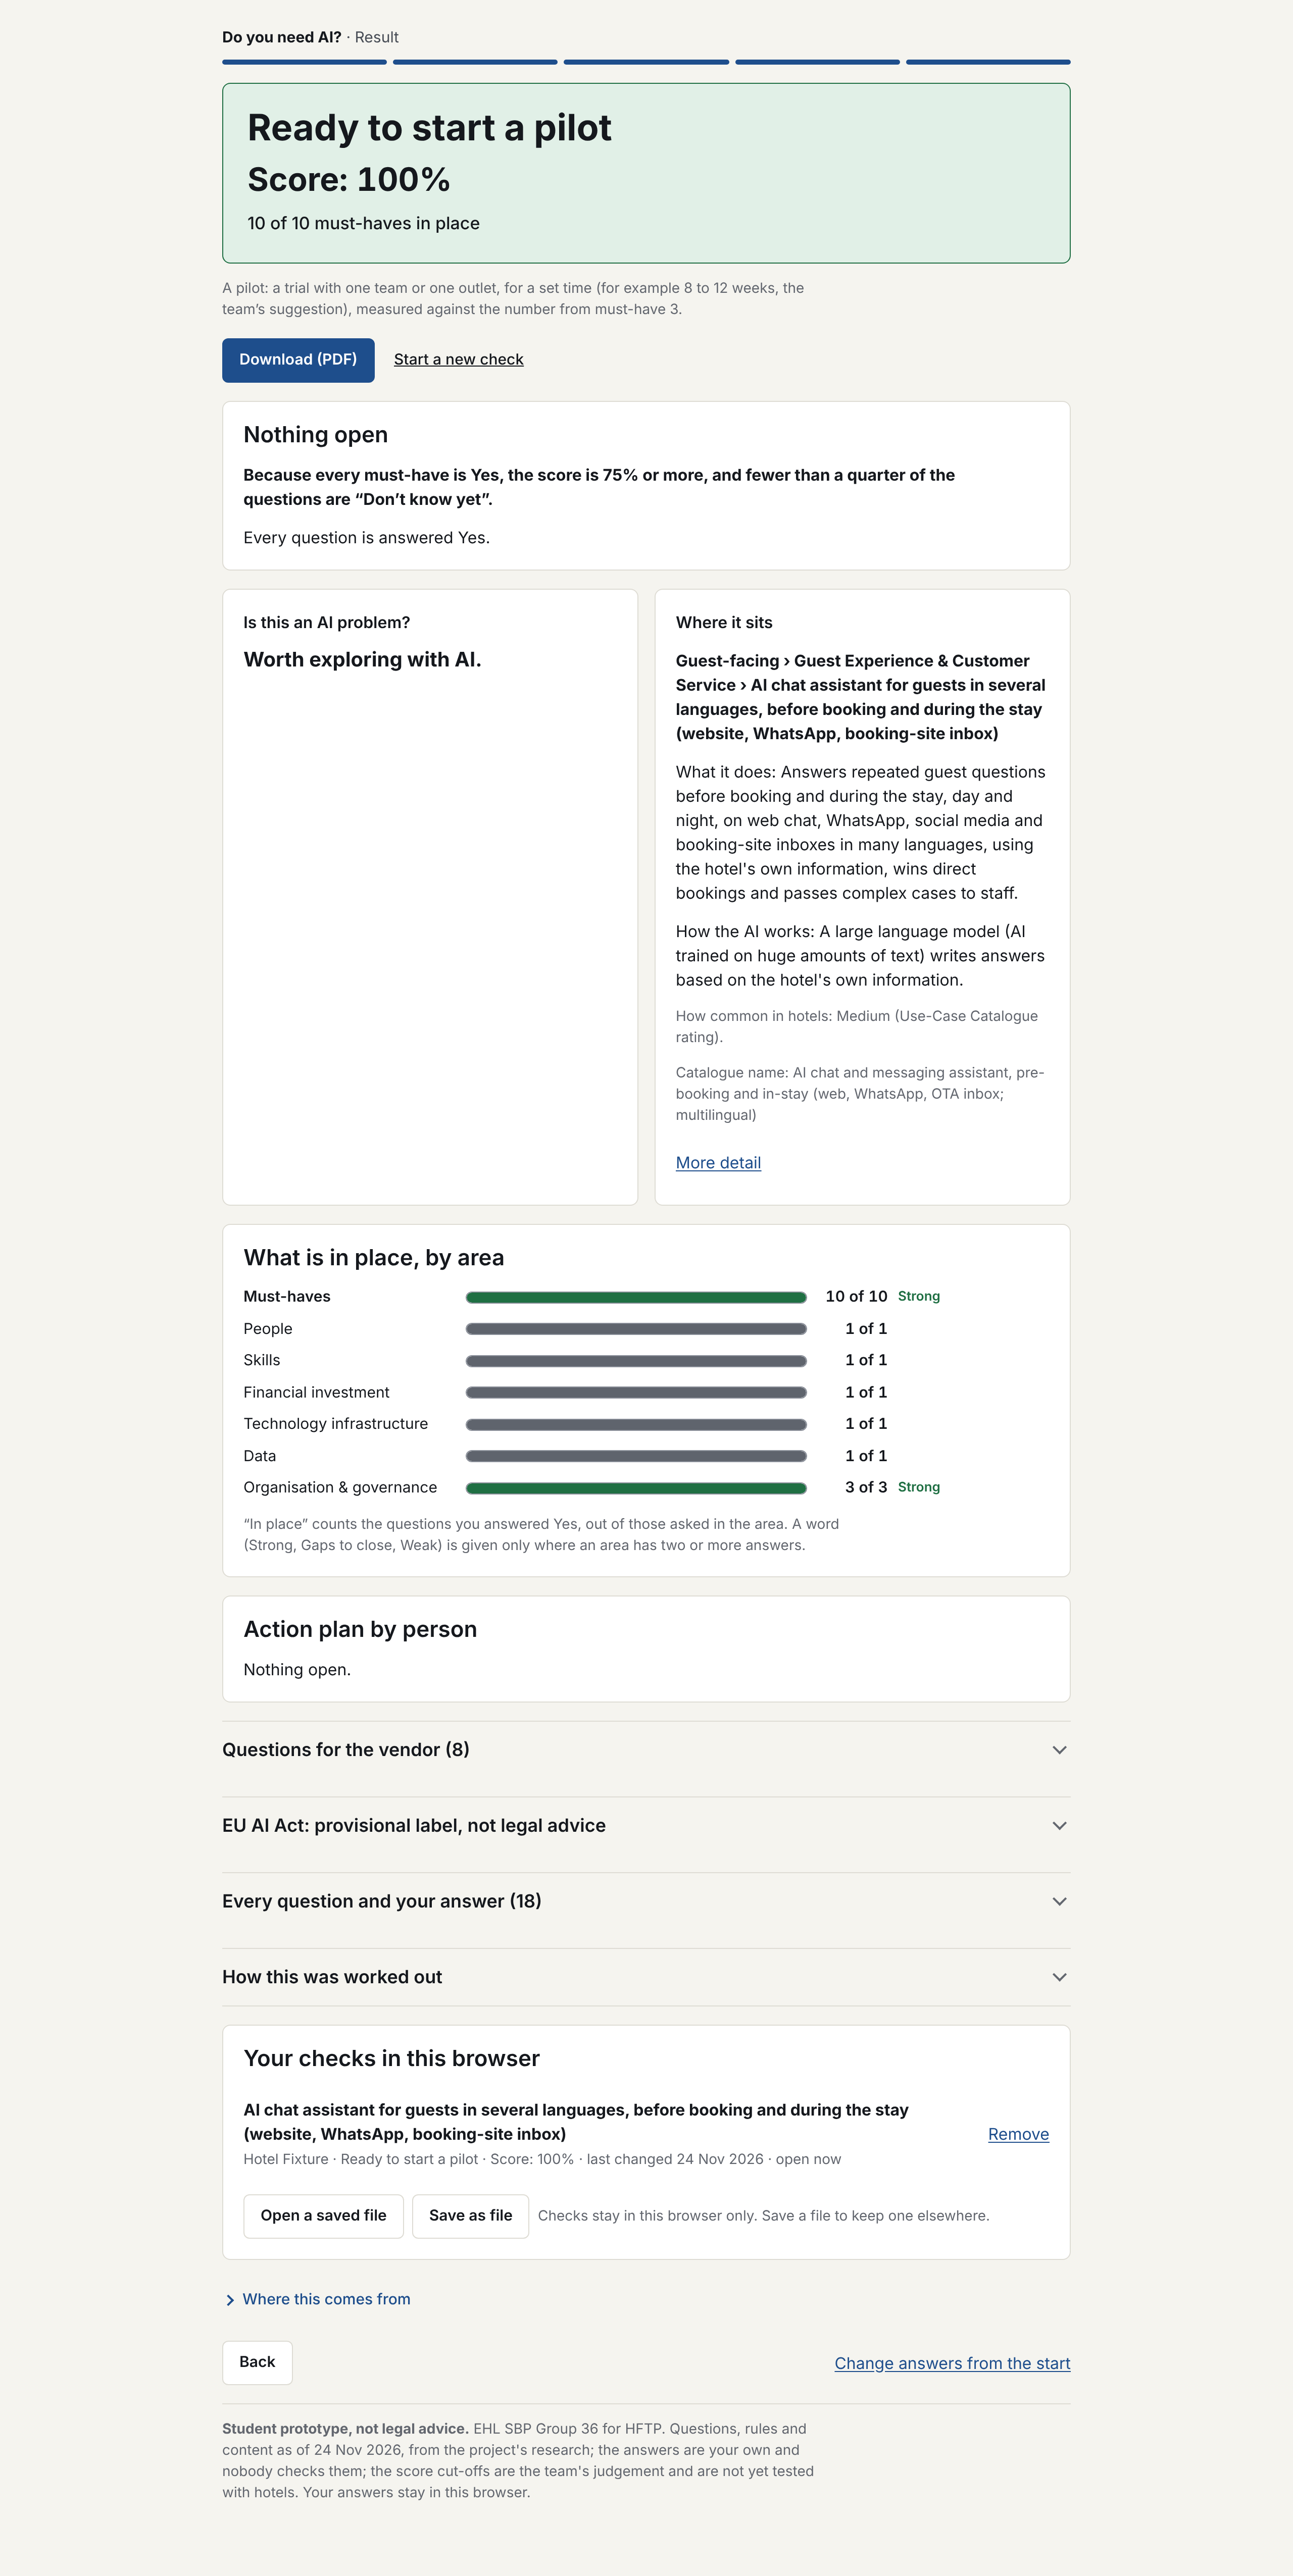 Do you need AI? · Result
Ready to start a pilot
Score: 100%
10 of 10 must-haves in place
A pilot: a trial with one team or one outlet, for a set time (for example 8 to 12 weeks, the
team’s suggestion), measured against the number from must-have 3.
Download (PDF)
Start a new check
Nothing open
Because every must-have is Yes, the score is 75% or more, and fewer than a quarter of the
questions are “Don’t know yet”.
Every question is answered Yes.
Is this an AI problem?
Worth exploring with AI.
Where it sits
Guest-facing › Guest Experience & Customer
Service › AI chat assistant for guests in several
languages, before booking and during the stay
(website, WhatsApp, booking-site inbox)
What it does: Answers repeated guest questions
before booking and during the stay, day and
night, on web chat, WhatsApp, social media and
booking-site inboxes in many languages, using
the hotel's own information, wins direct
bookings and passes complex cases to staff.
How the AI works: A large language model (AI
trained on huge amounts of text) writes answers
based on the hotel's own information.
How common in hotels: Medium (Use-Case Catalogue
rating).
Catalogue name: AI chat and messaging assistant, pre-
booking and in-stay (web, WhatsApp, OTA inbox;
multilingual)
More detail
What is in place, by area
Must-haves 10 of 10 Strong
People 1 of 1
Skills 1 of 1
Financial investment 1 of 1
Technology infrastructure 1 of 1
Data 1 of 1
Organisation & governance 3 of 3 Strong
“In place” counts the questions you answered Yes, out of those asked in the area. A word
(Strong, Gaps to close, Weak) is given only where an area has two or more answers.
Action plan by person
Nothing open.
Questions for the vendor (8)
EU AI Act: provisional label, not legal advice
Every question and your answer (18)
How this was worked out
Your checks in this browser
AI chat assistant for guests in several languages, before booking and during the stay
(website, WhatsApp, booking-site inbox)
Remove
Hotel Fixture · Ready to start a pilot · Score: 100% · last changed 24 Nov 2026 · open now
Open a saved file
Save as file
Checks stay in this browser only. Save a file to keep one elsewhere.
Where this comes from
Back
Change answers from the start
Student prototype, not legal advice. EHL SBP Group 36 for HFTP. Questions, rules and
content as of 24 Nov 2026, from the project's research; the answers are your own and
nobody checks them; the score cut-offs are the team's judgement and are not yet tested
with hotels. Your answers stay in this browser.